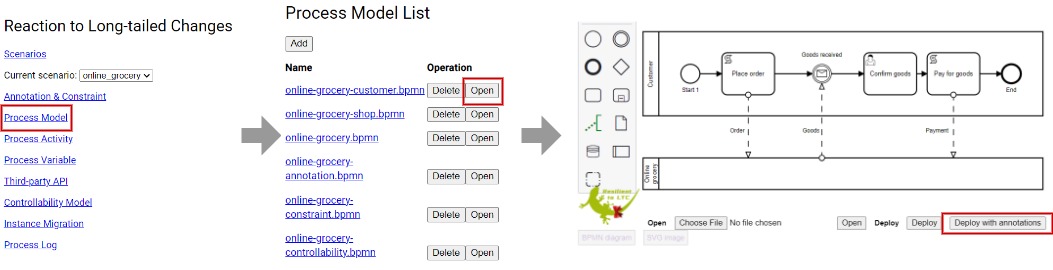 Reaction to Long-tailed Changes
Scenarios
Current scenario: online_grocery
Annotation & Constraint
Process Model
Process Activity
Process Variable
Third-party API
Controllability Model
Instance Migration
Process Log
Process Model List
Add
Name Operation
online-grocery-customer.bpmn Delete Open
online-grocery-shop.bpmn Delete Open
online-grocery.bpmn Delete Open
online-grocery-
annotation.bpmn Delete Open
online-grocery-
constraint.bpmn Delete Open
online-grocery-
controllability.bpmn Delete Open
Customer
Start 1
Place order
Goods received
Confirm goods
Pay for goods
End
Order
Goods
Payment
Online
grocery
Resilient
to LTC
Open Choose File No file chosen Open Deploy Deploy Deploy with annotations
BPMN diagram SVG image